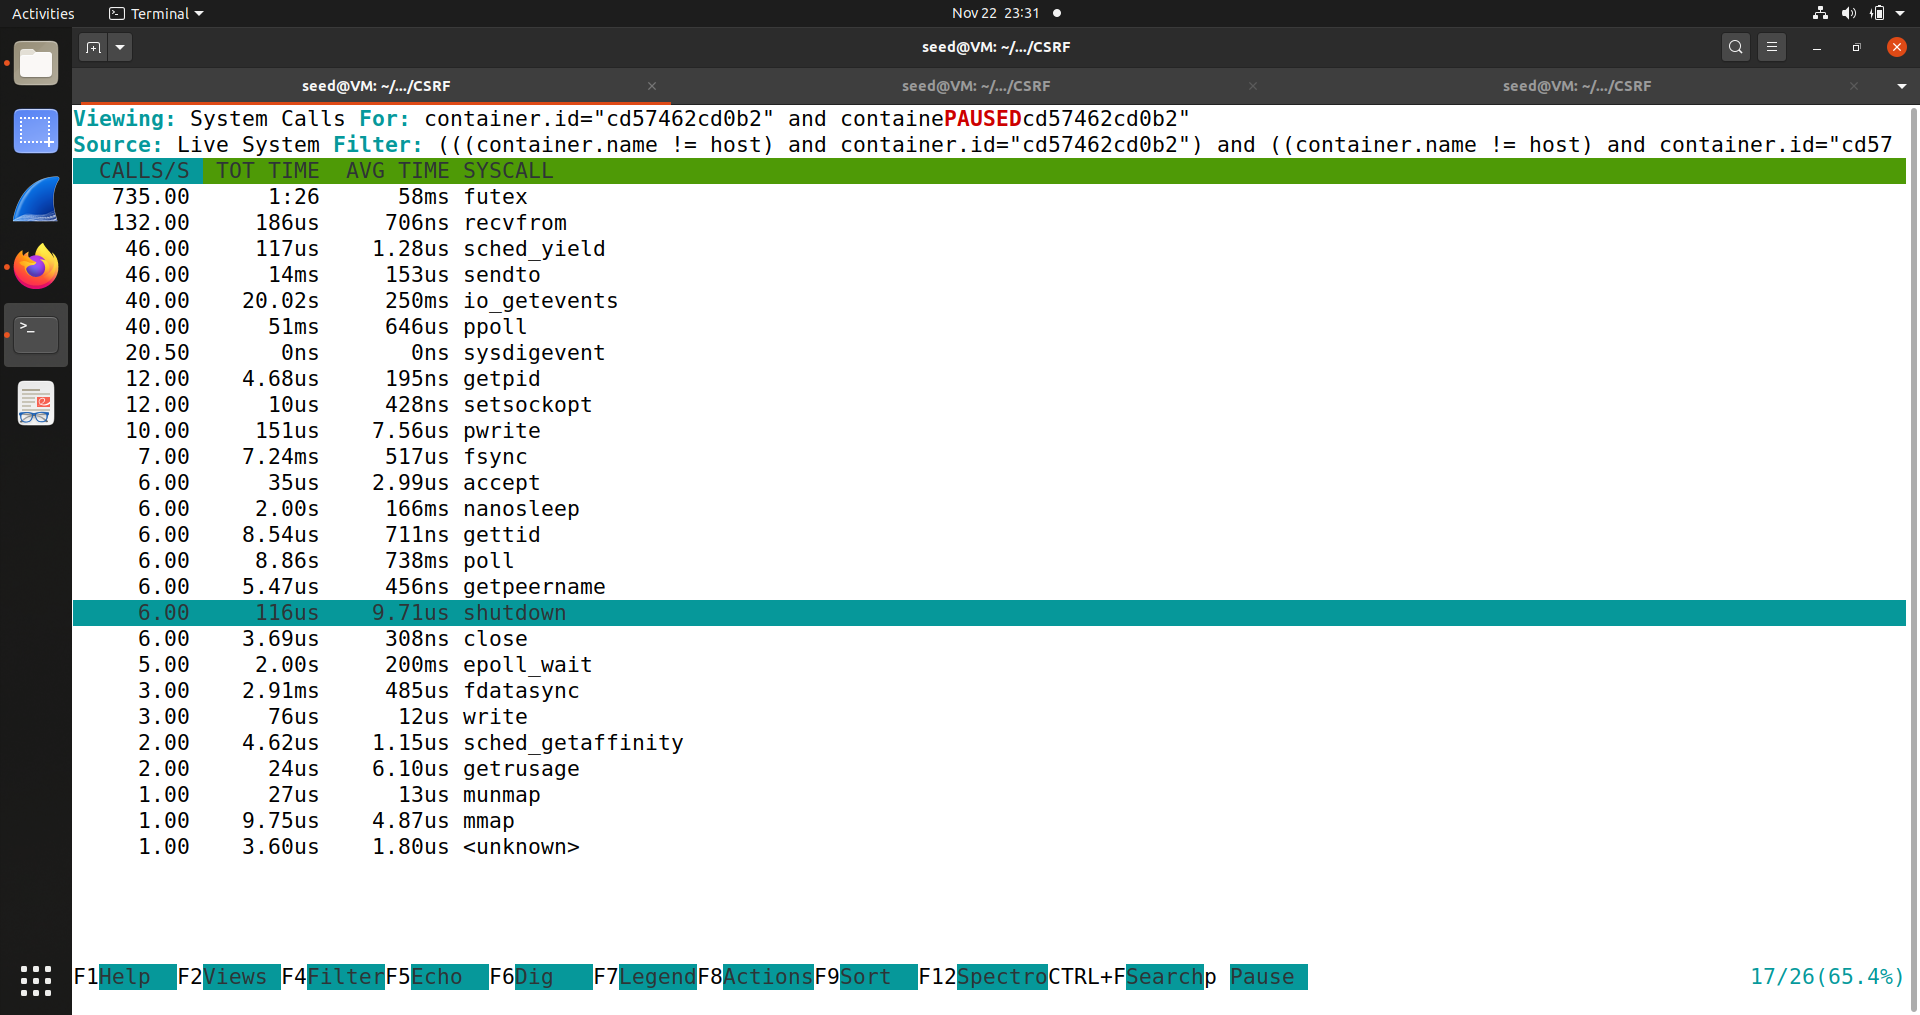 Activities Terminal Nov 22 23:31
seed@VM: ~/.../CSRF
seed@VM: ~/.../CSRF seed@VM: ~/.../CSRF seed@VM: ~/.../CSRF
Viewing: System Calls For: container.id="cd57462cd0b2" and containePAUSEDcd57462cd0b2"
Source: Live System Filter: (((container.name != host) and container.id="cd57462cd0b2") and ((container.name != host) and container.id="cd57
CALLS/S TOT TIME AVG TIME SYSCALL
735.00 1:26 58ms futex
132.00 186us 706ns recvfrom
46.00 117us 1.28us sched_yield
46.00 14ms 153us sendto
40.00 20.02s 250ms io_getevents
40.00 51ms 646us ppoll
20.50 0ns 0ns sysdigevent
12.00 4.68us 195ns getpid
12.00 10us 428ns setsockopt
10.00 151us 7.56us pwrite
7.00 7.24ms 517us fsync
6.00 35us 2.99us accept
6.00 2.00s 166ms nanosleep
6.00 8.54us 711ns gettid
6.00 8.86s 738ms poll
6.00 5.47us 456ns getpeername
6.00 116us 9.71us shutdown
6.00 3.69us 308ns close
5.00 2.00s 200ms epoll_wait
3.00 2.91ms 485us fdatasync
3.00 76us 12us write
2.00 4.62us 1.15us sched_getaffinity
2.00 24us 6.10us getrusage
1.00 27us 13us munmap
1.00 9.75us 4.87us mmap
1.00 3.60us 1.80us <unknown>
F1Help F2Views F4FilterF5Echo F6Dig F7LegendF8ActionsF9Sort F12SpectroCTRL+FSearchp Pause 17/26(65.4%)